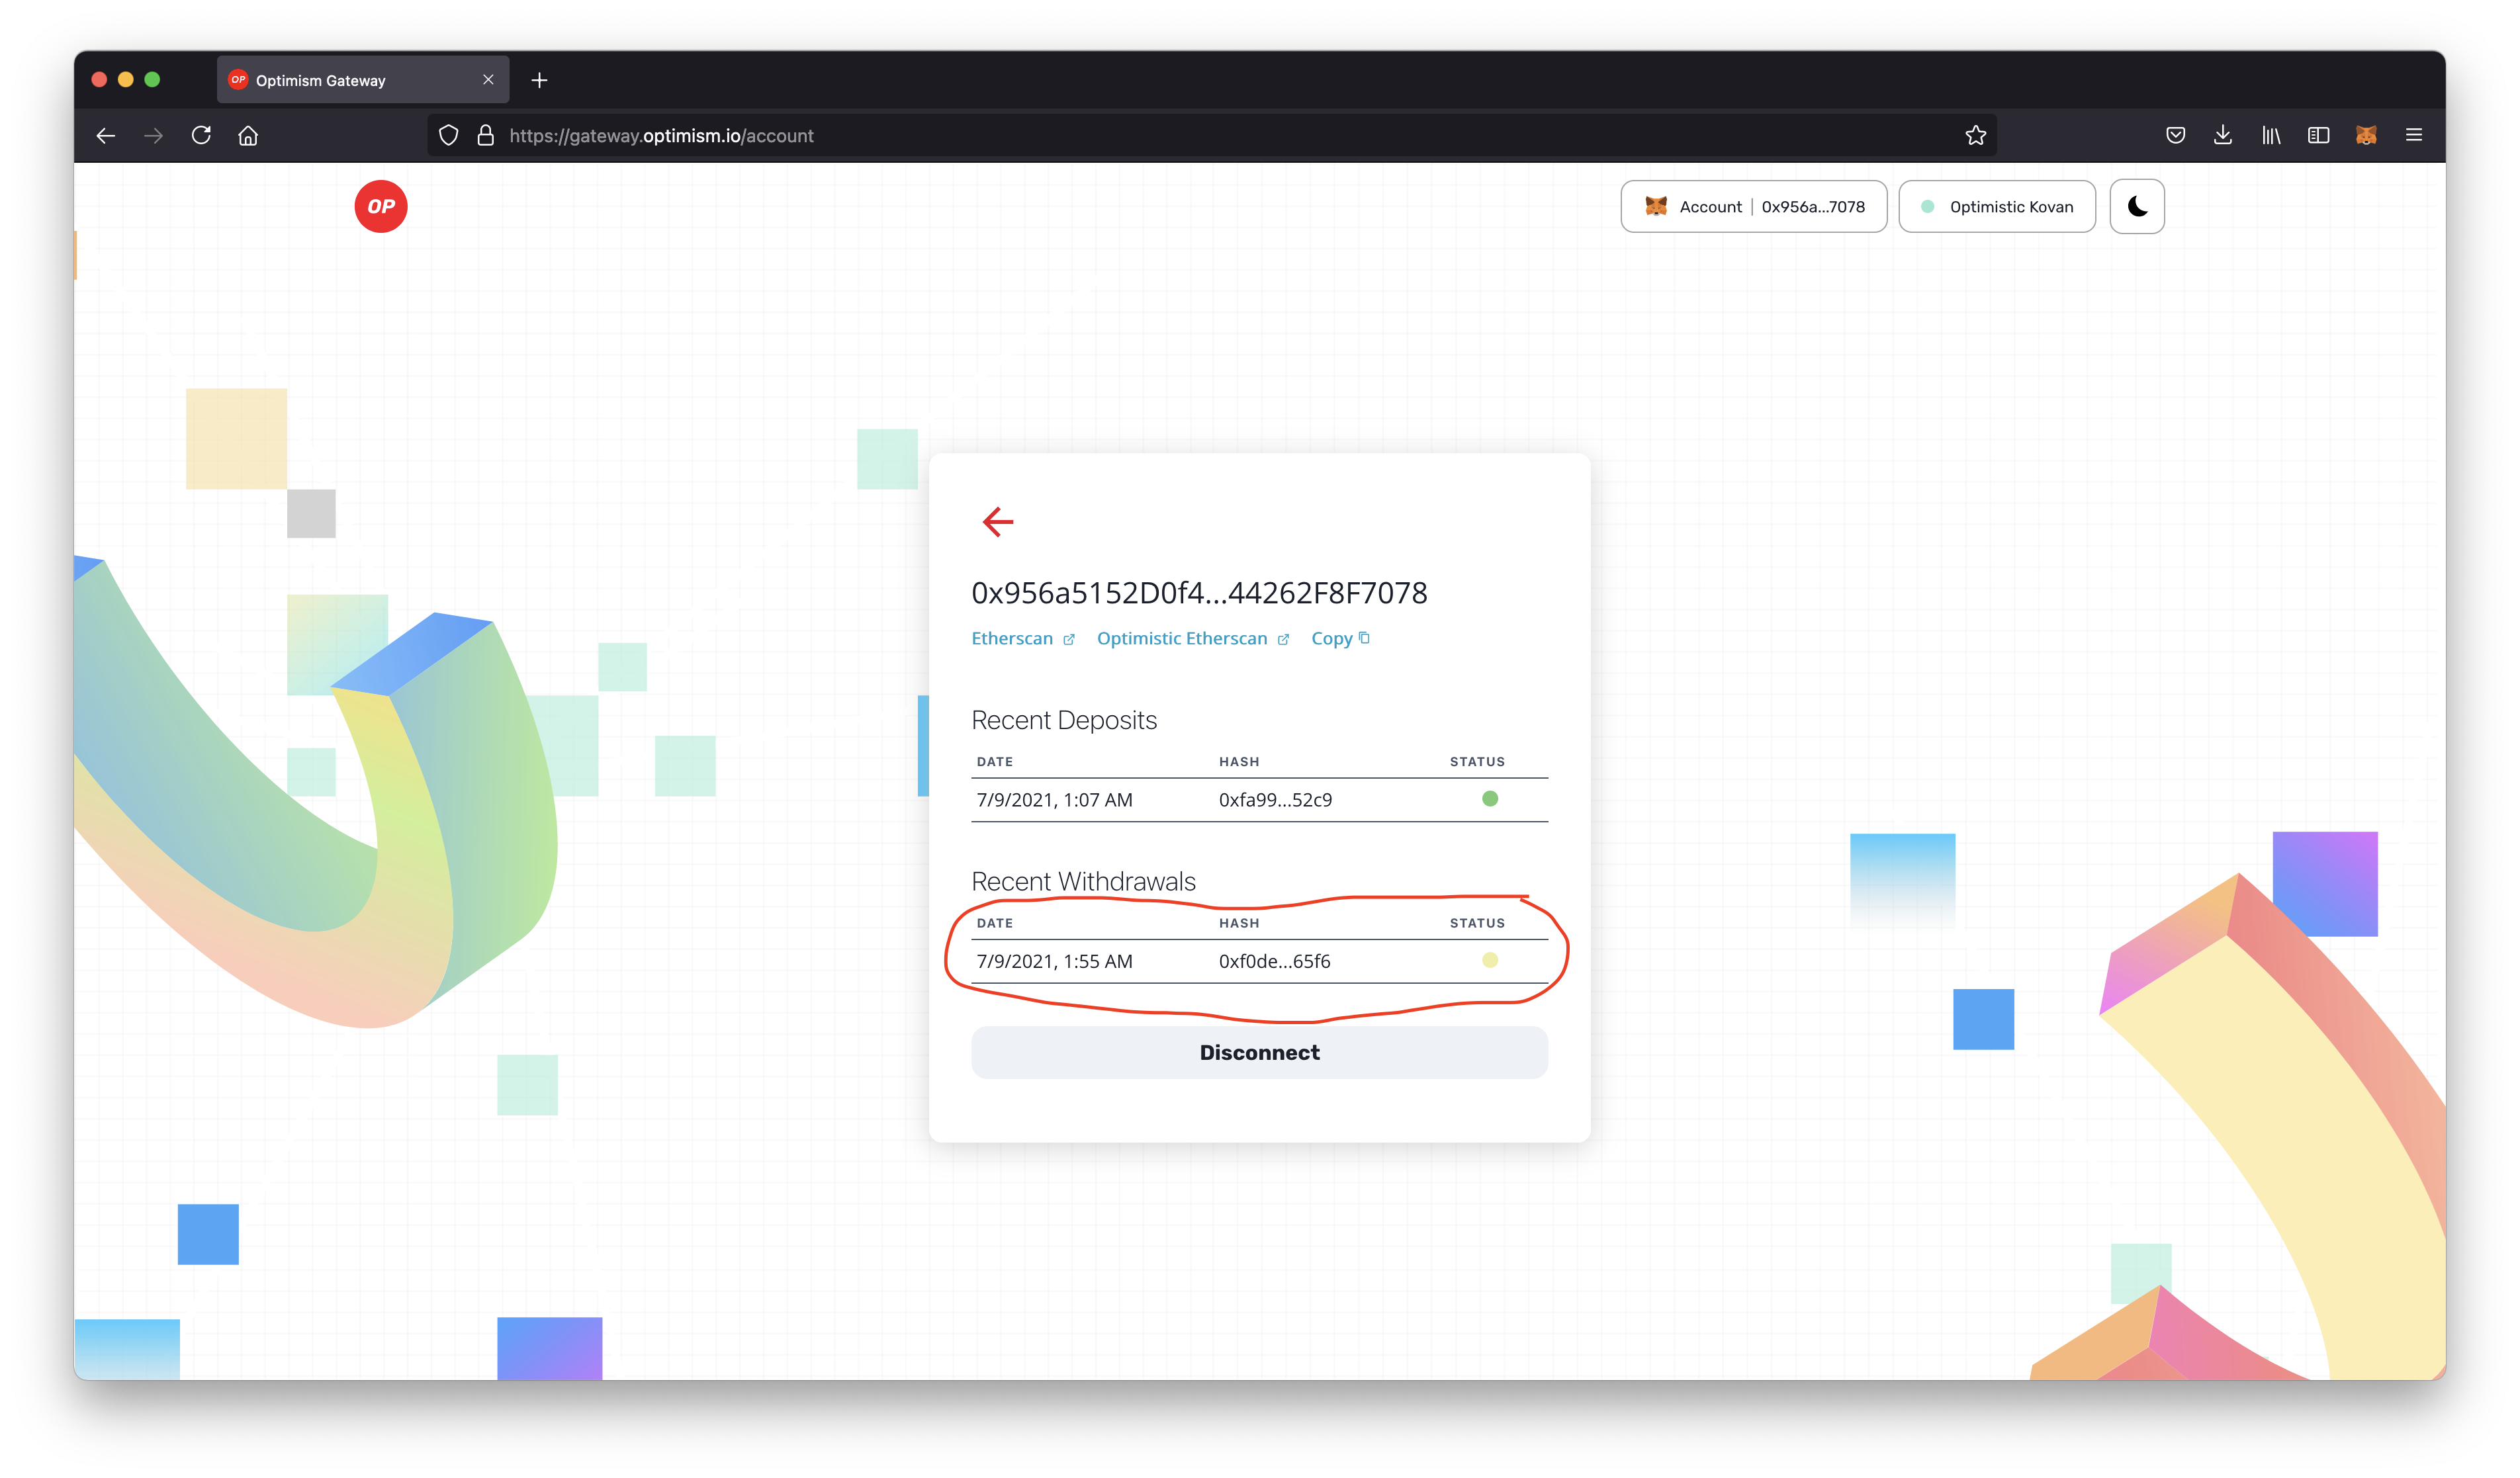 OP Optimism Gateway
https://gateway.optimism.io/account
OP
Account | 0x956a...7078
Optimistic Kovan
0x956a5152D0f4...44262F8F7078
Etherscan Optimistic Etherscan Copy
Recent Deposits
DATE HASH STATUS
7/9/2021, 1:07 AM 0xfa99...52c9
Recent Withdrawals
DATE HASH STATUS
7/9/2021, 1:55 AM 0xf0de...65f6
Disconnect